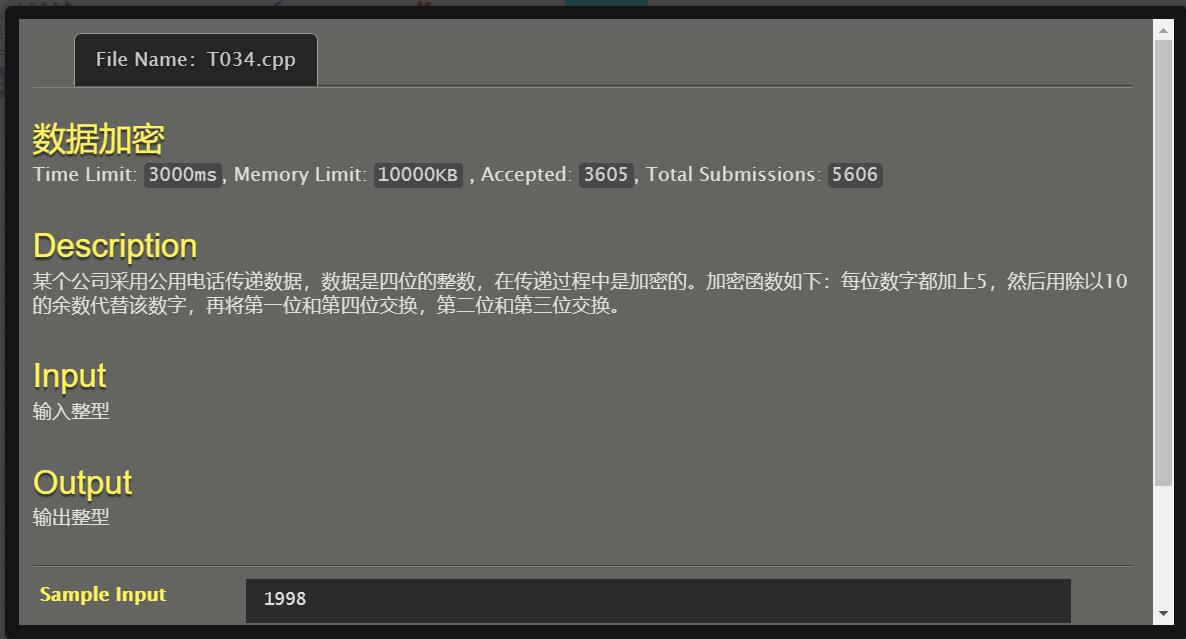 File Name：T034.cpp
数据加密
Time Limit: 3000ms, Memory Limit: 10000KB , Accepted: 3605, Total Submissions: 5606
Description
某个公司采用公用电话传递数据，数据是四位的整数，在传递过程中是加密的。加密函数如下：每位数字都加上5，然后用除以10
的余数代替该数字，再将第一位和第四位交换，第二位和第三位交换。
Input
输入整型
Output
输出整型
Sample Input
1998